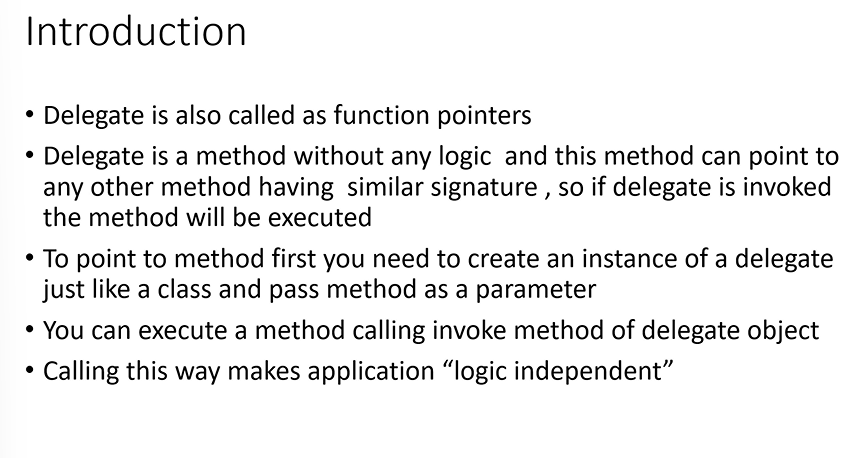 Introduction
• Delegate is also called as function pointers
• Delegate is a method without any logic  and this method can point to
any other method having  similar signature , so if delegate is invoked
the method will be executed
• To point to method first you need to create an instance of a delegate
just like a class and pass method as a parameter
• You can execute a method calling invoke method of delegate object
• Calling this way makes application “logic independent”